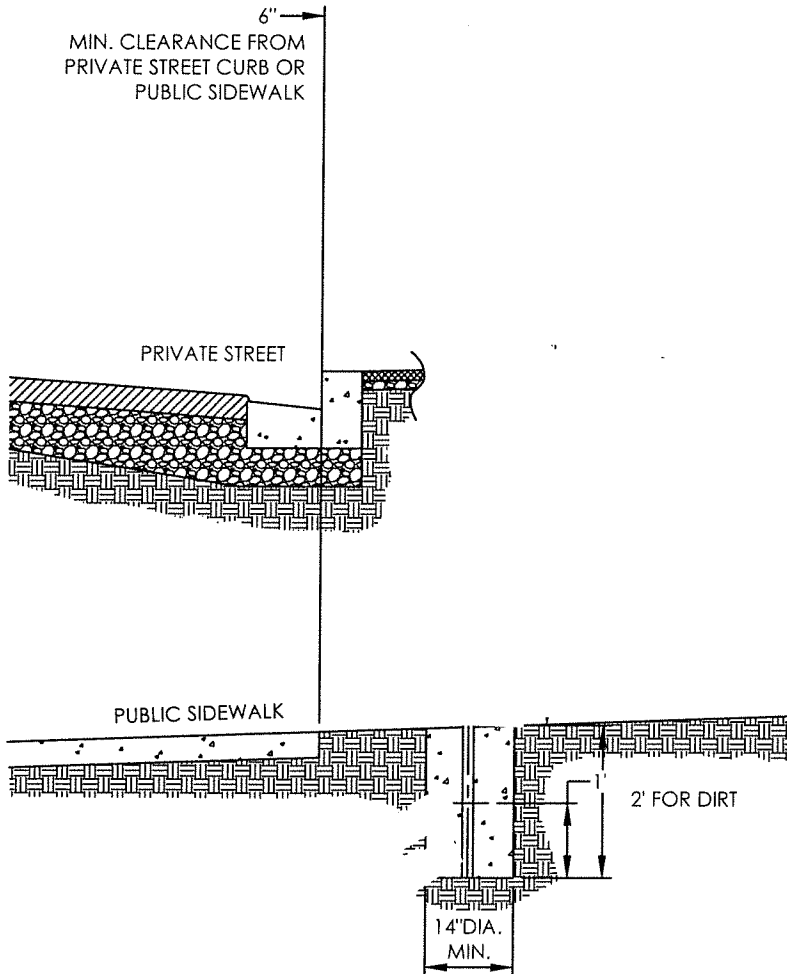 6"
MIN. CLEARANCE FROM
PRIVATE STREET CURB OR
PUBLIC SIDEWALK
PRIVATE STREET
PUBLIC SIDEWALK
1'
2' FOR DIRT
14"DIA.
MIN.